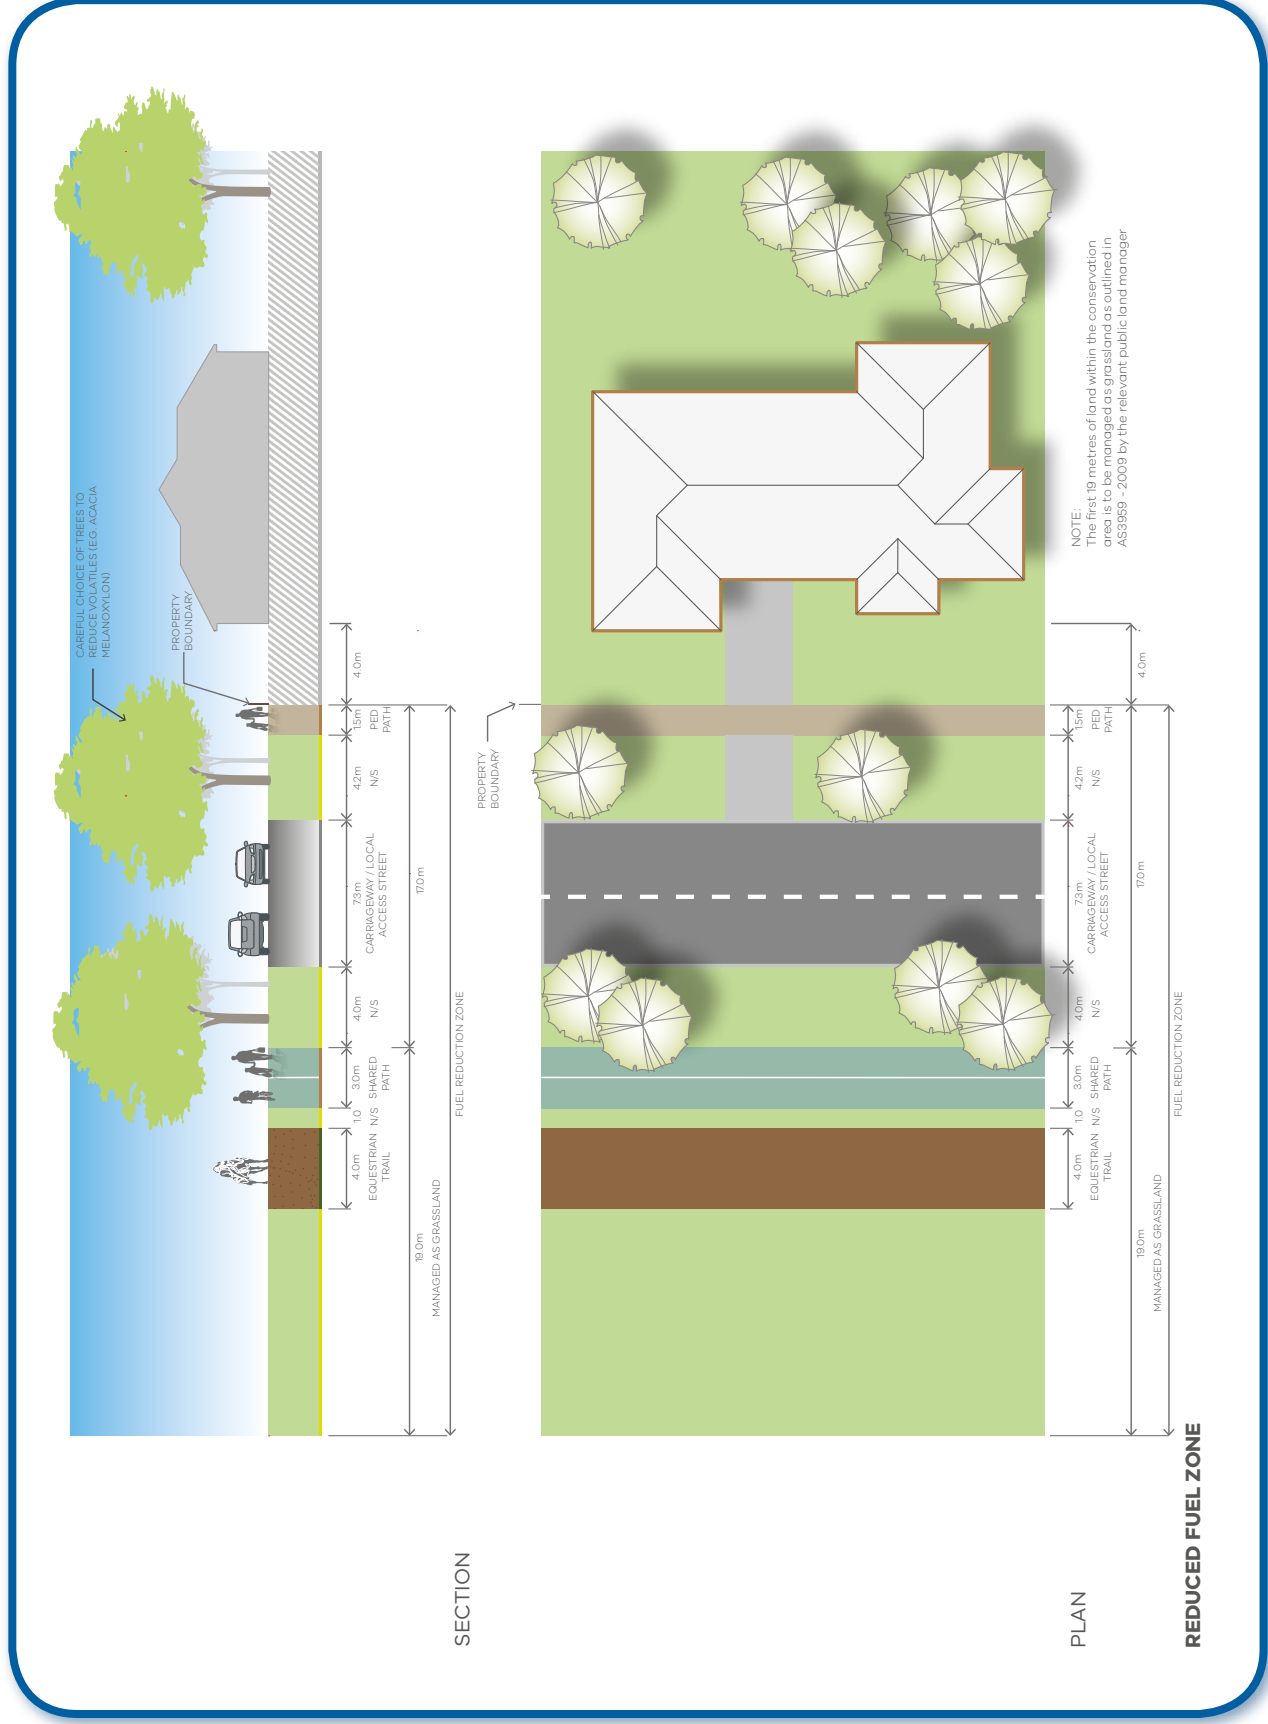 CAREFUL CHOICE OF TREES TO
REDUCE VOLATILES (E.G. ACACIA
MELANOXYLON)
PROPERTY
BOUNDARY
4.0m
EQUESTRIAN
TRAIL
1.0
N/S
3.0m
SHARED
PATH
4.0m
N/S
7.3m
CARRIAGEWAY / LOCAL
ACCESS STREET
4.2m
N/S
1.5m
PED
PATH
4.0m
19.0m
17.0m
MANAGED AS GRASSLAND
FUEL REDUCTION ZONE
SECTION
PROPERTY
BOUNDARY
4.0m
EQUESTRIAN
TRAIL
1.0
N/S
3.0m
SHARED
PATH
4.0m
N/S
7.3m
CARRIAGEWAY / LOCAL
ACCESS STREET
4.2m
N/S
1.5m
PED
PATH
4.0m
19.0m
17.0m
MANAGED AS GRASSLAND
FUEL REDUCTION ZONE
NOTE:
The first 19 metres of land within the conservation
area is to be managed as grassland as outlined in
AS3959 - 2009 by the relevant public land manager
PLAN
REDUCED FUEL ZONE